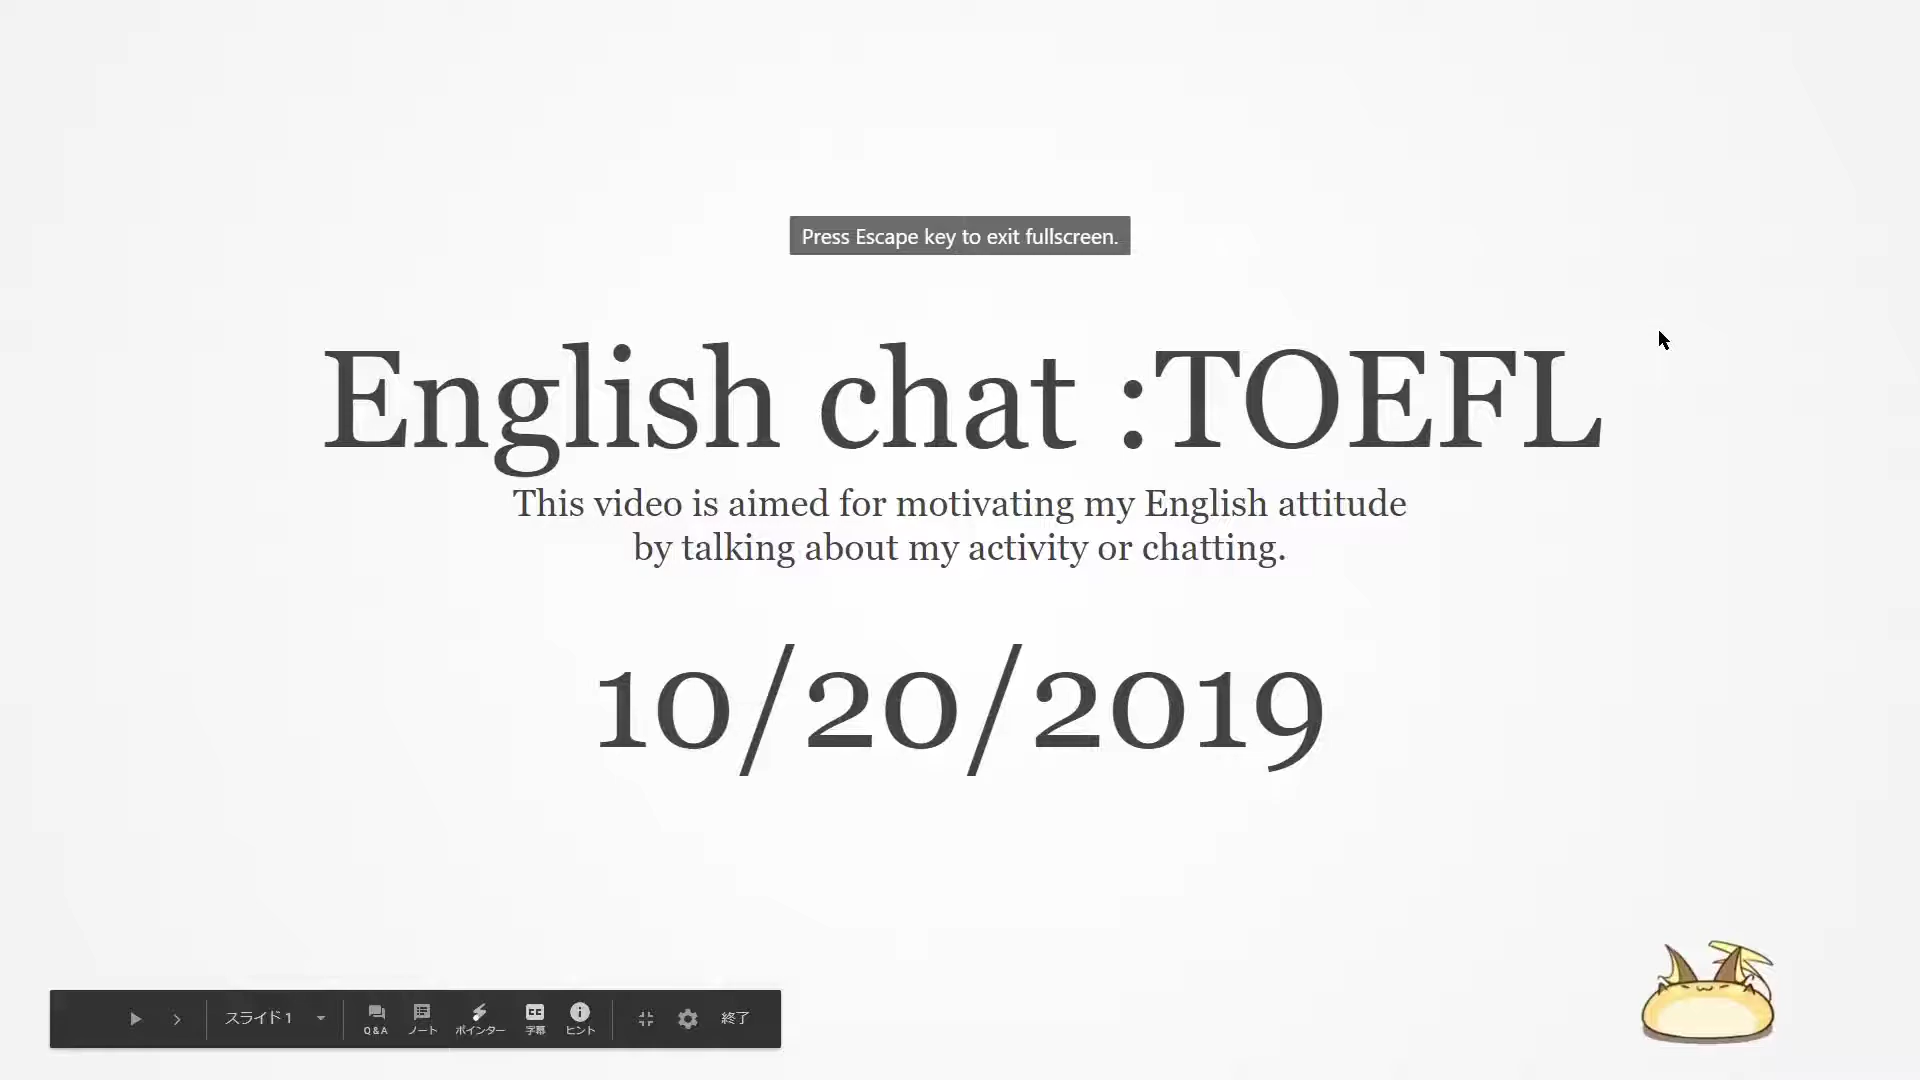 Press Escape key to exit fullscreen.
English chat :TOEFL
This video is aimed for motivating my English attitude
by talking about my activity or chatting.
10/20/2019
スライド 1
Q&A ノート ポインター 字幕 ヒント 終了